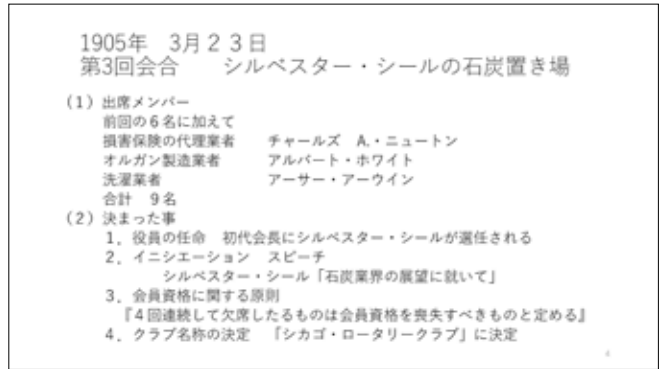 1905年　3月２３日
第3回会合　　シルベスター・シールの石炭置き場
（1）出席メンバー
前回の６名に加えて
損害保険の代理業者　　チャールズ　A.・ニュートン
オルガン製造業者　　　アルバート・ホワイト
洗濯業者　　　　　　　アーサー・アーウイン
合計　9名
（2）決まった事
１．役員の任命　初代会長にシルベスター・シールが選任される
２．イニシエーション　スピーチ
シルベスター・シール「石炭業界の展望に就いて」
３．会員資格に関する原則
『４回連続して欠席したるものは会員資格を喪失すべきものと定める』
４．クラブ名称の決定　「シカゴ・ロータリークラブ」に決定
4